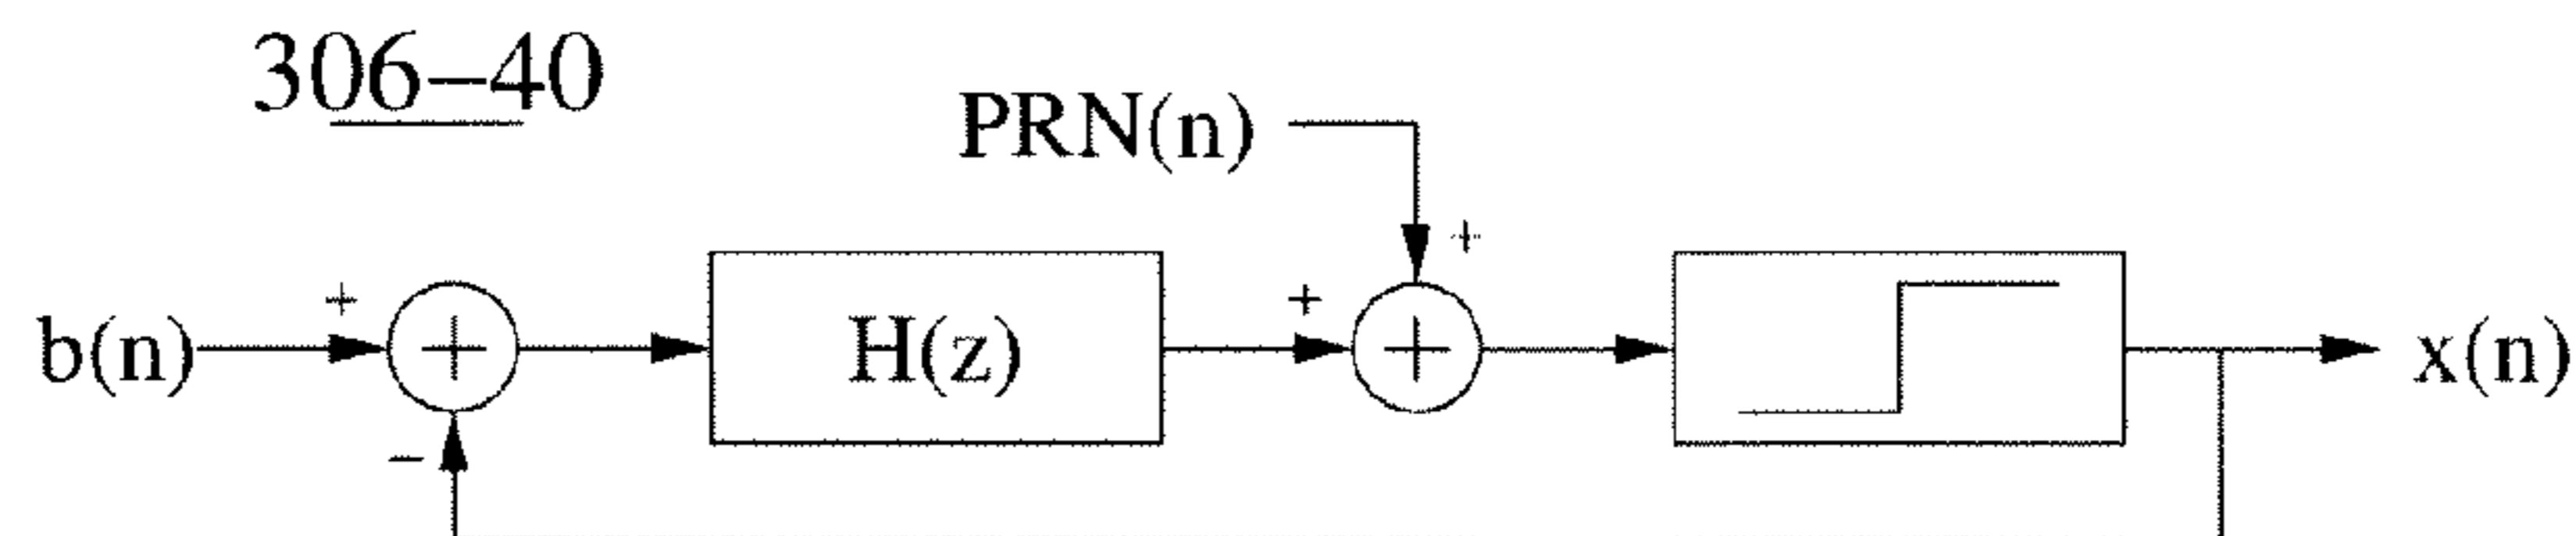 306–40
PRN(n)
+
+
+
b(n)
+
H(z)
+
x(n)
−